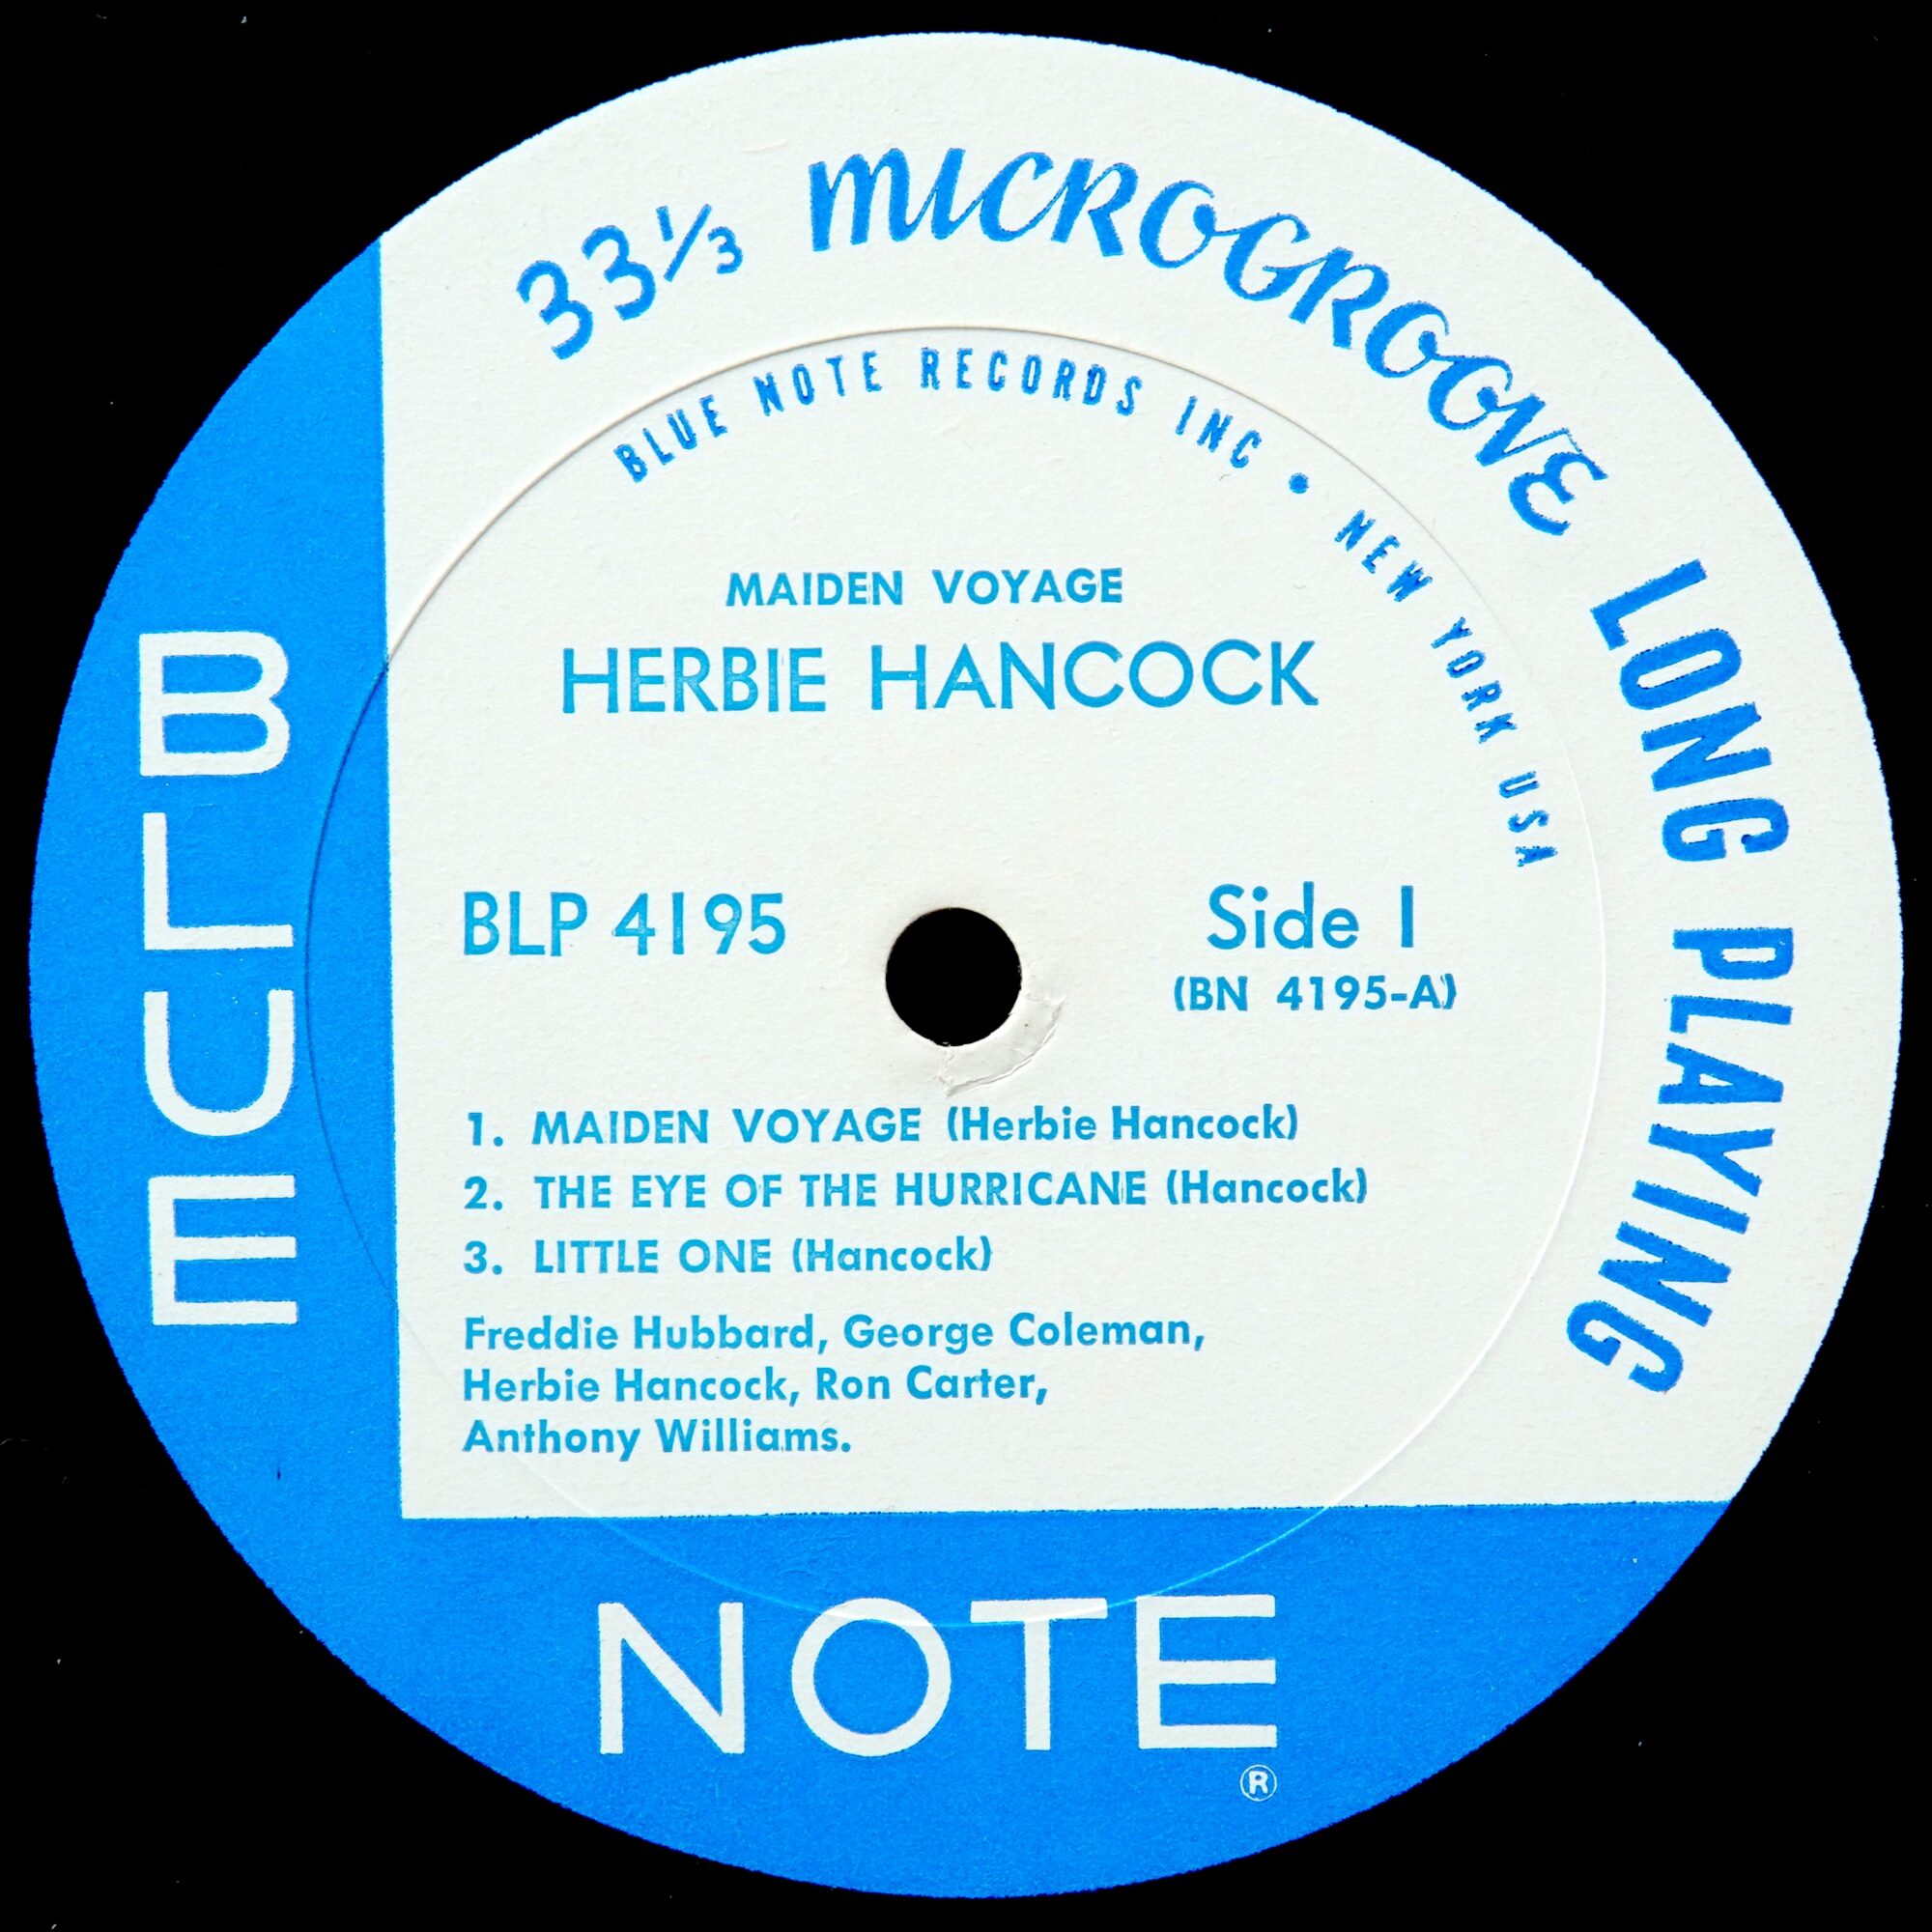 33⅓ MICROGROOVE LONG PLAYING
BLUE NOTE RECORDS INC • NEW YORK USA
MAIDEN VOYAGE
HERBIE HANCOCK
BLP 4195
Side 1
(BN 4195-A)
1. MAIDEN VOYAGE (Herbie Hancock)
2. THE EYE OF THE HURRICANE (Hancock)
3. LITTLE ONE (Hancock)
Freddie Hubbard, George Coleman,
Herbie Hancock, Ron Carter,
Anthony Williams.
BLUE
NOTE
®